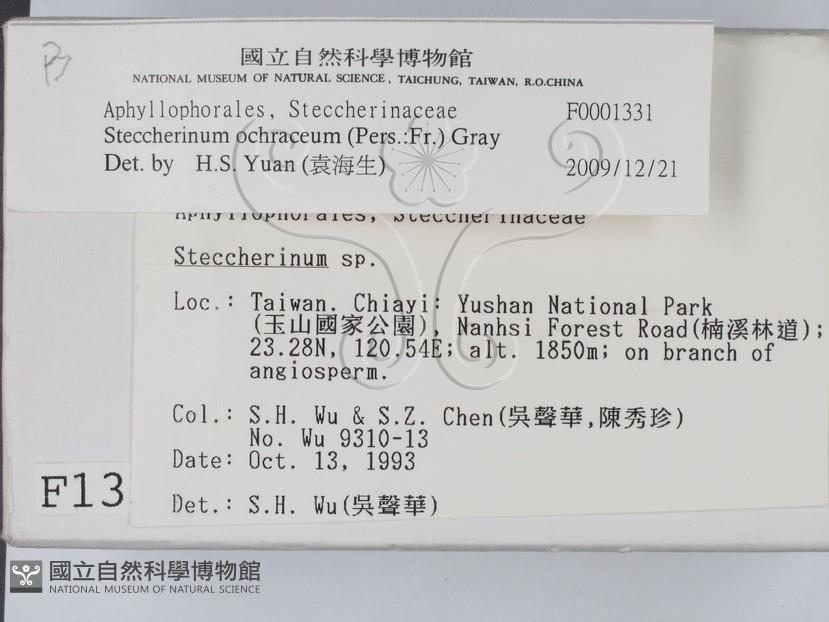 國立自然科學博物館
NATIONAL MUSEUM OF NATURAL SCIENCE, TAICHUNG, TAIWAN, R.O.CHINA
Aphyllophorales, Steccherinaceae F0001331
Steccherinum ochraceum (Pers.:Fr.) Gray
Det. by H.S. Yuan (袁海生) 2009/12/21
Aphyllophorales, Steccherinaceae
Steccherinum sp.
Loc.: Taiwan. Chiayi: Yushan National Park
(玉山國家公園), Nanhsi Forest Road(楠溪林道);
23.28N, 120.54E; alt. 1850m; on branch of
angiosperm.
Col.: S.H. Wu & S.Z. Chen(吳聲華,陳秀珍)
No. Wu 9310-13
Date: Oct. 13, 1993
F13
Det.: S.H. Wu(吳聲華)
國立自然科學博物館
NATIONAL MUSEUM OF NATURAL SCIENCE